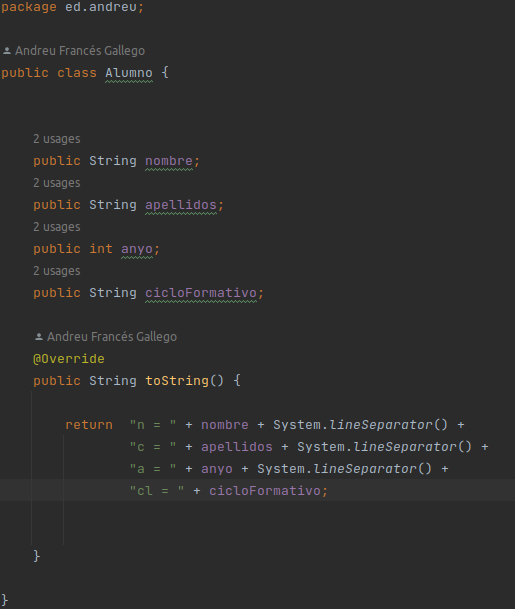 package ed.andreu;
Andreu Francés Gallego
public class Alumno {
2 usages
public String nombre;
2 usages
public String apellidos;
2 usages
public int anyo;
2 usages
public String cicloFormativo;
Andreu Francés Gallego
@Override
public String toString() {
return  "n = " + nombre + System.lineSeparator() +
"c = " + apellidos + System.lineSeparator() +
"a = " + anyo + System.lineSeparator() +
"cl = " + cicloFormativo;
}
}